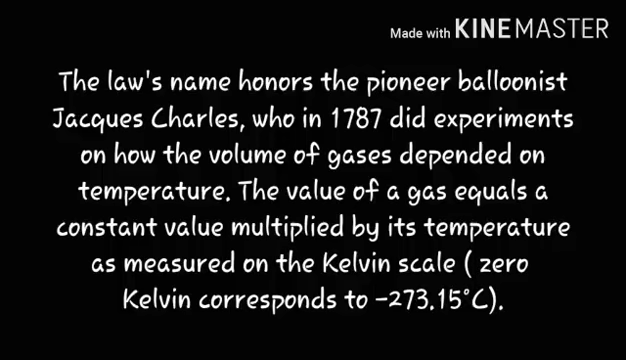 Made with KINEMASTER
The law's name honors the pioneer balloonist
Jacques Charles, who in 1787 did experiments
on how the volume of gases depended on
temperature. The value of a gas equals a
constant value multiplied by its temperature
as measured on the Kelvin scale ( zero
Kelvin corresponds to -273.15°C).